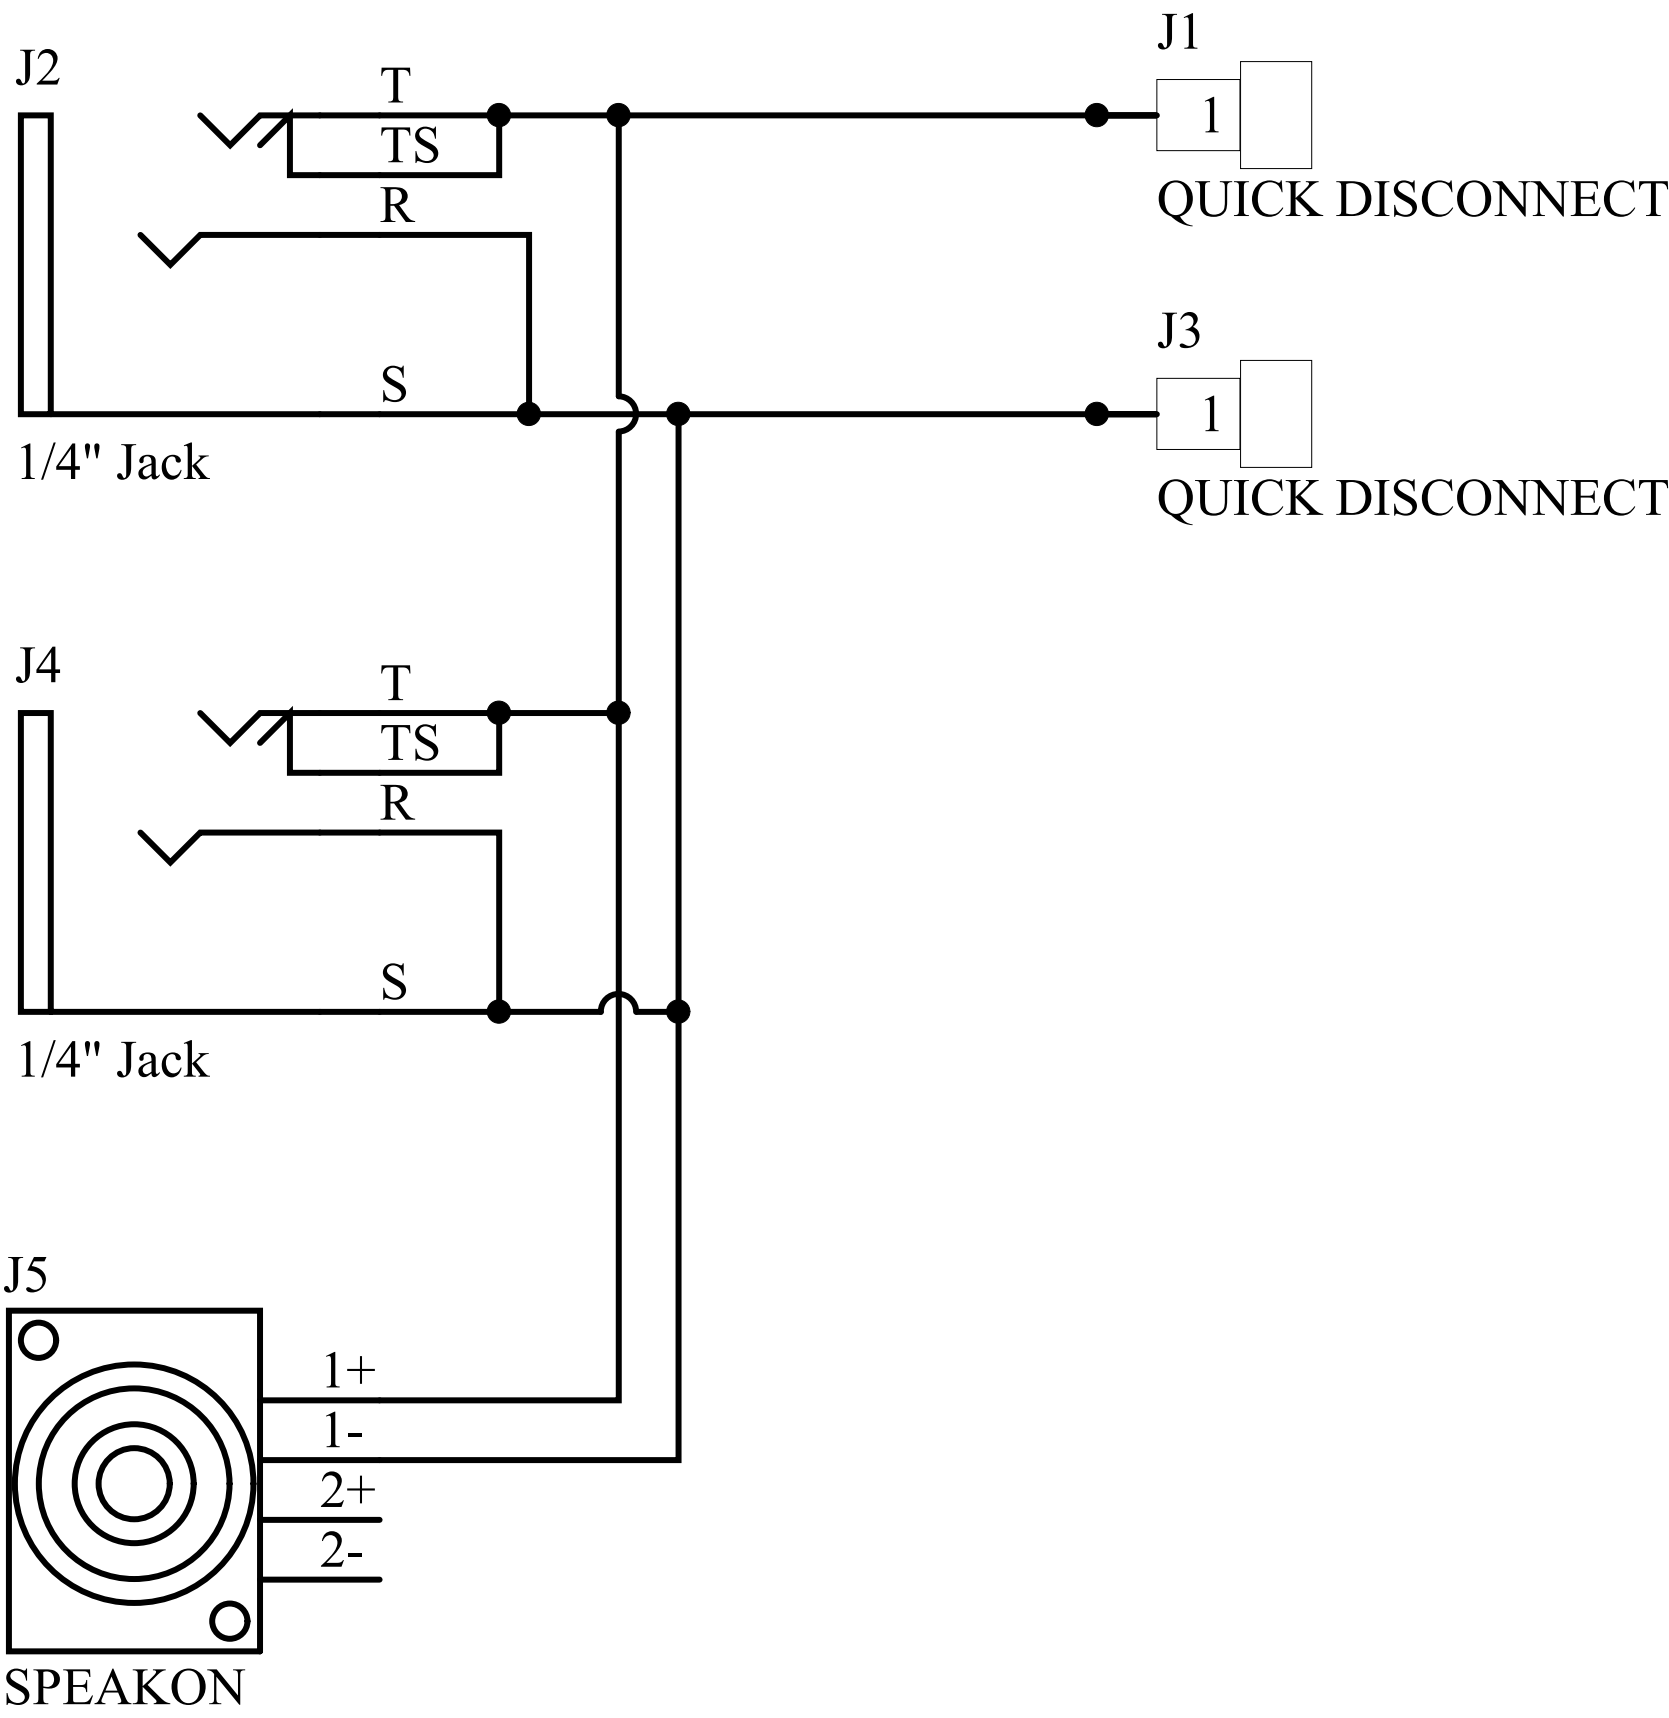 J2
T
TS
R
S
1/4" Jack
J1
1
QUICK DISCONNECT
J3
1
QUICK DISCONNECT
J4
T
TS
R
S
1/4" Jack
J5
1+
1-
2+
2-
SPEAKON